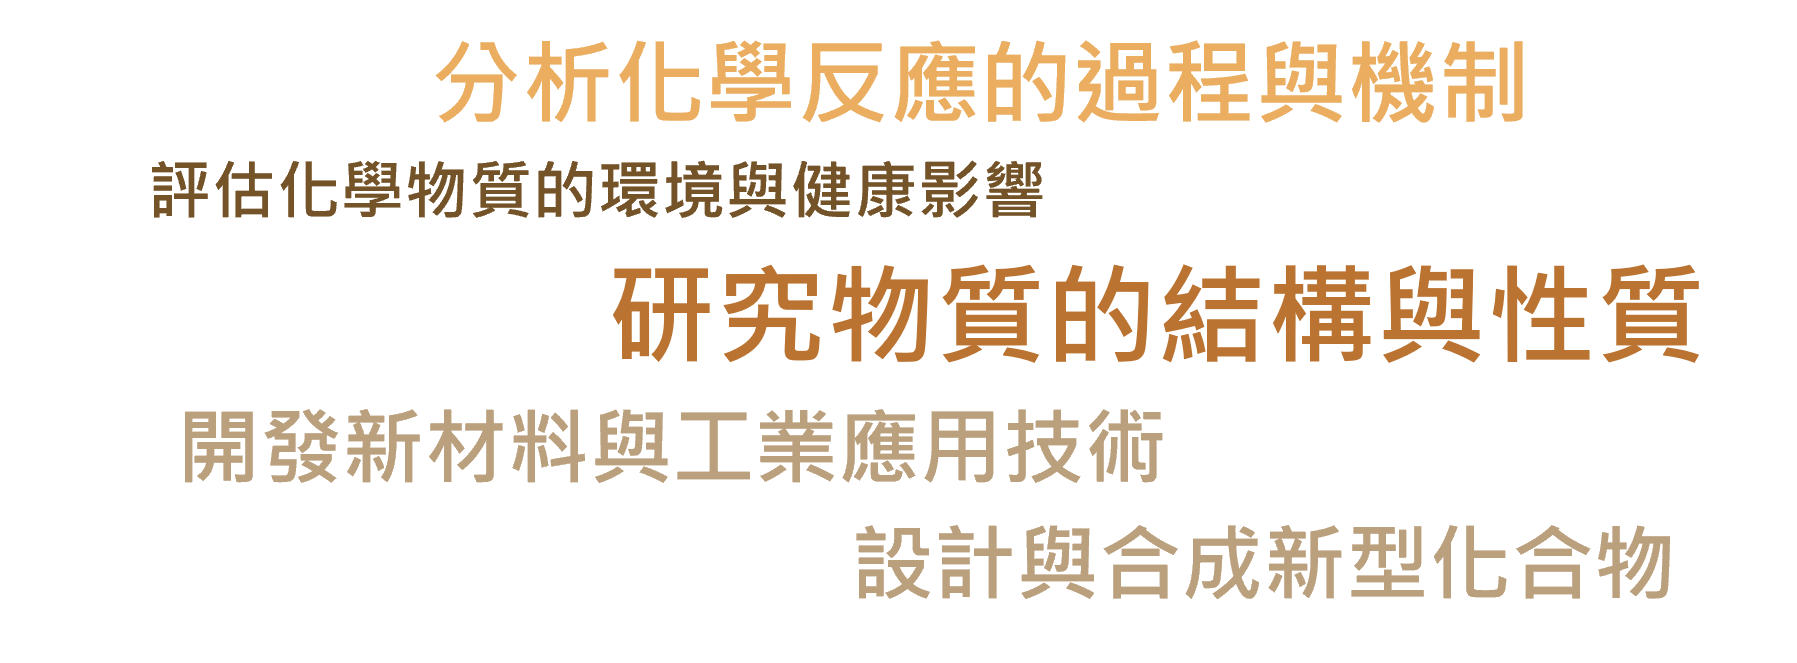 分析化學反應的過程與機制
評估化學物質的環境與健康影響
研究物質的結構與性質
開發新材料與工業應用技術
設計與合成新型化合物